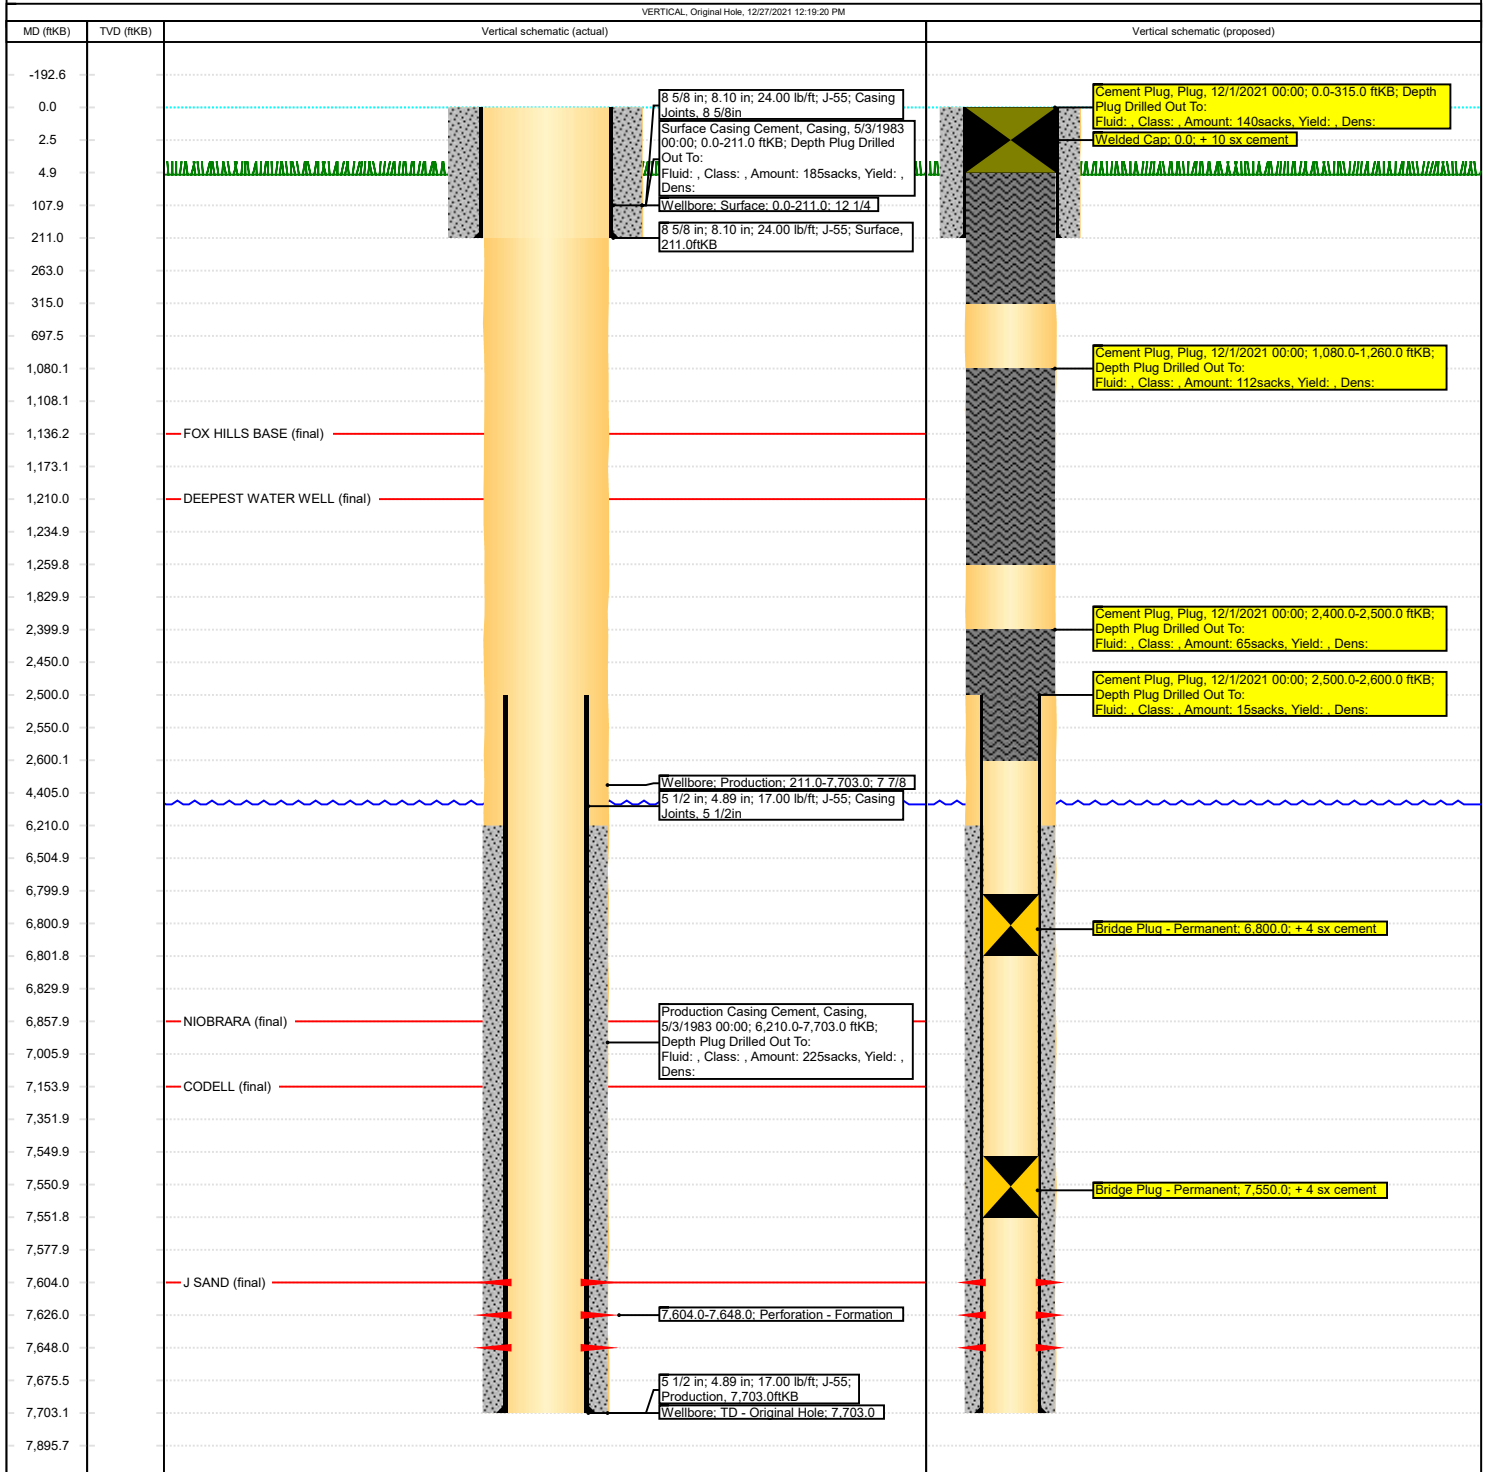 VERTICAL, Original Hole, 12/27/2021 12:19:20 PM
MD (ftKB)
TVD (ftKB)
Vertical schematic (actual)
Vertical schematic (proposed)
-192.6
0.0
2.5
4.9
107.9
211.0
263.0
315.0
697.5
1,080.1
1,108.1
1,136.2
1,173.1
1,210.0
1,234.9
1,259.8
1,829.9
2,399.9
2,450.0
2,500.0
2,550.0
2,600.1
4,405.0
6,210.0
6,504.9
6,799.9
6,800.9
6,801.8
6,829.9
6,857.9
7,005.9
7,153.9
7,351.9
7,549.9
7,550.9
7,551.8
7,577.9
7,604.0
7,626.0
7,648.0
7,675.5
7,703.1
7,895.7
FOX HILLS BASE (final)
DEEPEST WATER WELL (final)
NIOBRARA (final)
CODELL (final)
J SAND (final)
8 5/8 in; 8.10 in; 24.00 lb/ft; J-55; Casing
Joints, 8 5/8in
Surface Casing Cement, Casing, 5/3/1983
00:00; 0.0-211.0 ftKB; Depth Plug Drilled
Out To:
Fluid: , Class: , Amount: 185sacks, Yield: ,
Dens:
Wellbore; Surface; 0.0-211.0; 12 1/4
8 5/8 in; 8.10 in; 24.00 lb/ft; J-55; Surface,
211.0ftKB
Wellbore; Production; 211.0-7,703.0; 7 7/8
5 1/2 in; 4.89 in; 17.00 lb/ft; J-55; Casing
Joints, 5 1/2in
Production Casing Cement, Casing,
5/3/1983 00:00; 6,210.0-7,703.0 ftKB;
Depth Plug Drilled Out To:
Fluid: , Class: , Amount: 225sacks, Yield: ,
Dens:
7,604.0-7,648.0; Perforation - Formation
5 1/2 in; 4.89 in; 17.00 lb/ft; J-55;
Production, 7,703.0ftKB
Wellbore; TD - Original Hole; 7,703.0
Cement Plug, Plug, 12/1/2021 00:00; 0.0-315.0 ftKB; Depth
Plug Drilled Out To:
Fluid: , Class: , Amount: 140sacks, Yield: , Dens:
Welded Cap; 0.0; + 10 sx cement
Cement Plug, Plug, 12/1/2021 00:00; 1,080.0-1,260.0 ftKB;
Depth Plug Drilled Out To:
Fluid: , Class: , Amount: 112sacks, Yield: , Dens:
Cement Plug, Plug, 12/1/2021 00:00; 2,400.0-2,500.0 ftKB;
Depth Plug Drilled Out To:
Fluid: , Class: , Amount: 65sacks, Yield: , Dens:
Cement Plug, Plug, 12/1/2021 00:00; 2,500.0-2,600.0 ftKB;
Depth Plug Drilled Out To:
Fluid: , Class: , Amount: 15sacks, Yield: , Dens:
Bridge Plug - Permanent; 6,800.0; + 4 sx cement
Bridge Plug - Permanent; 7,550.0; + 4 sx cement